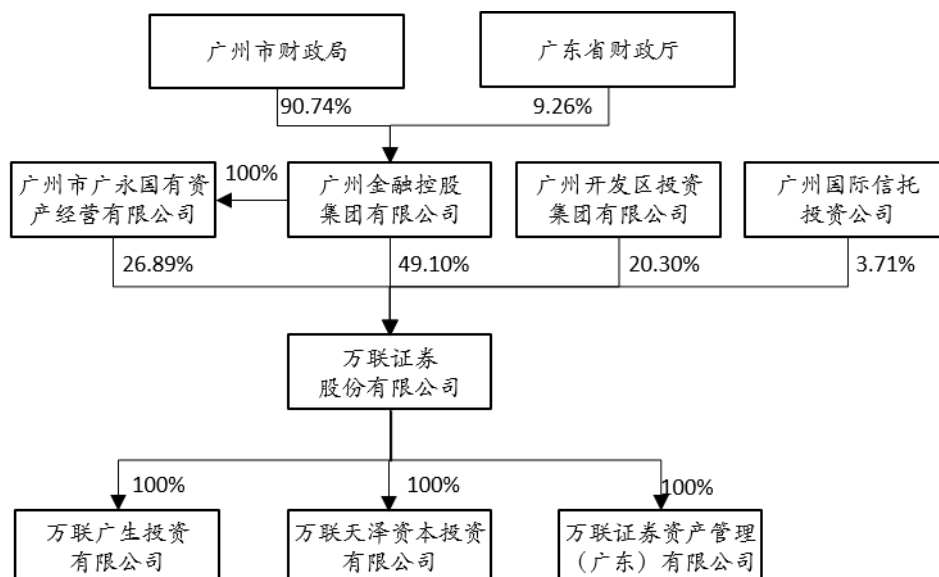 广州市财政局
广东省财政厅
90.74%
9.26%
广州市广永国有资
产经营有限公司
100%
广州金融控股
集团有限公司
广州开发区投资
集团有限公司
广州国际信托
投资公司
26.89%
49.10%
20.30%
3.71%
万联证券
股份有限公司
100%
100%
100%
万联广生投资
有限公司
万联天泽资本投资
有限公司
万联证券资产管理
（广东）有限公司